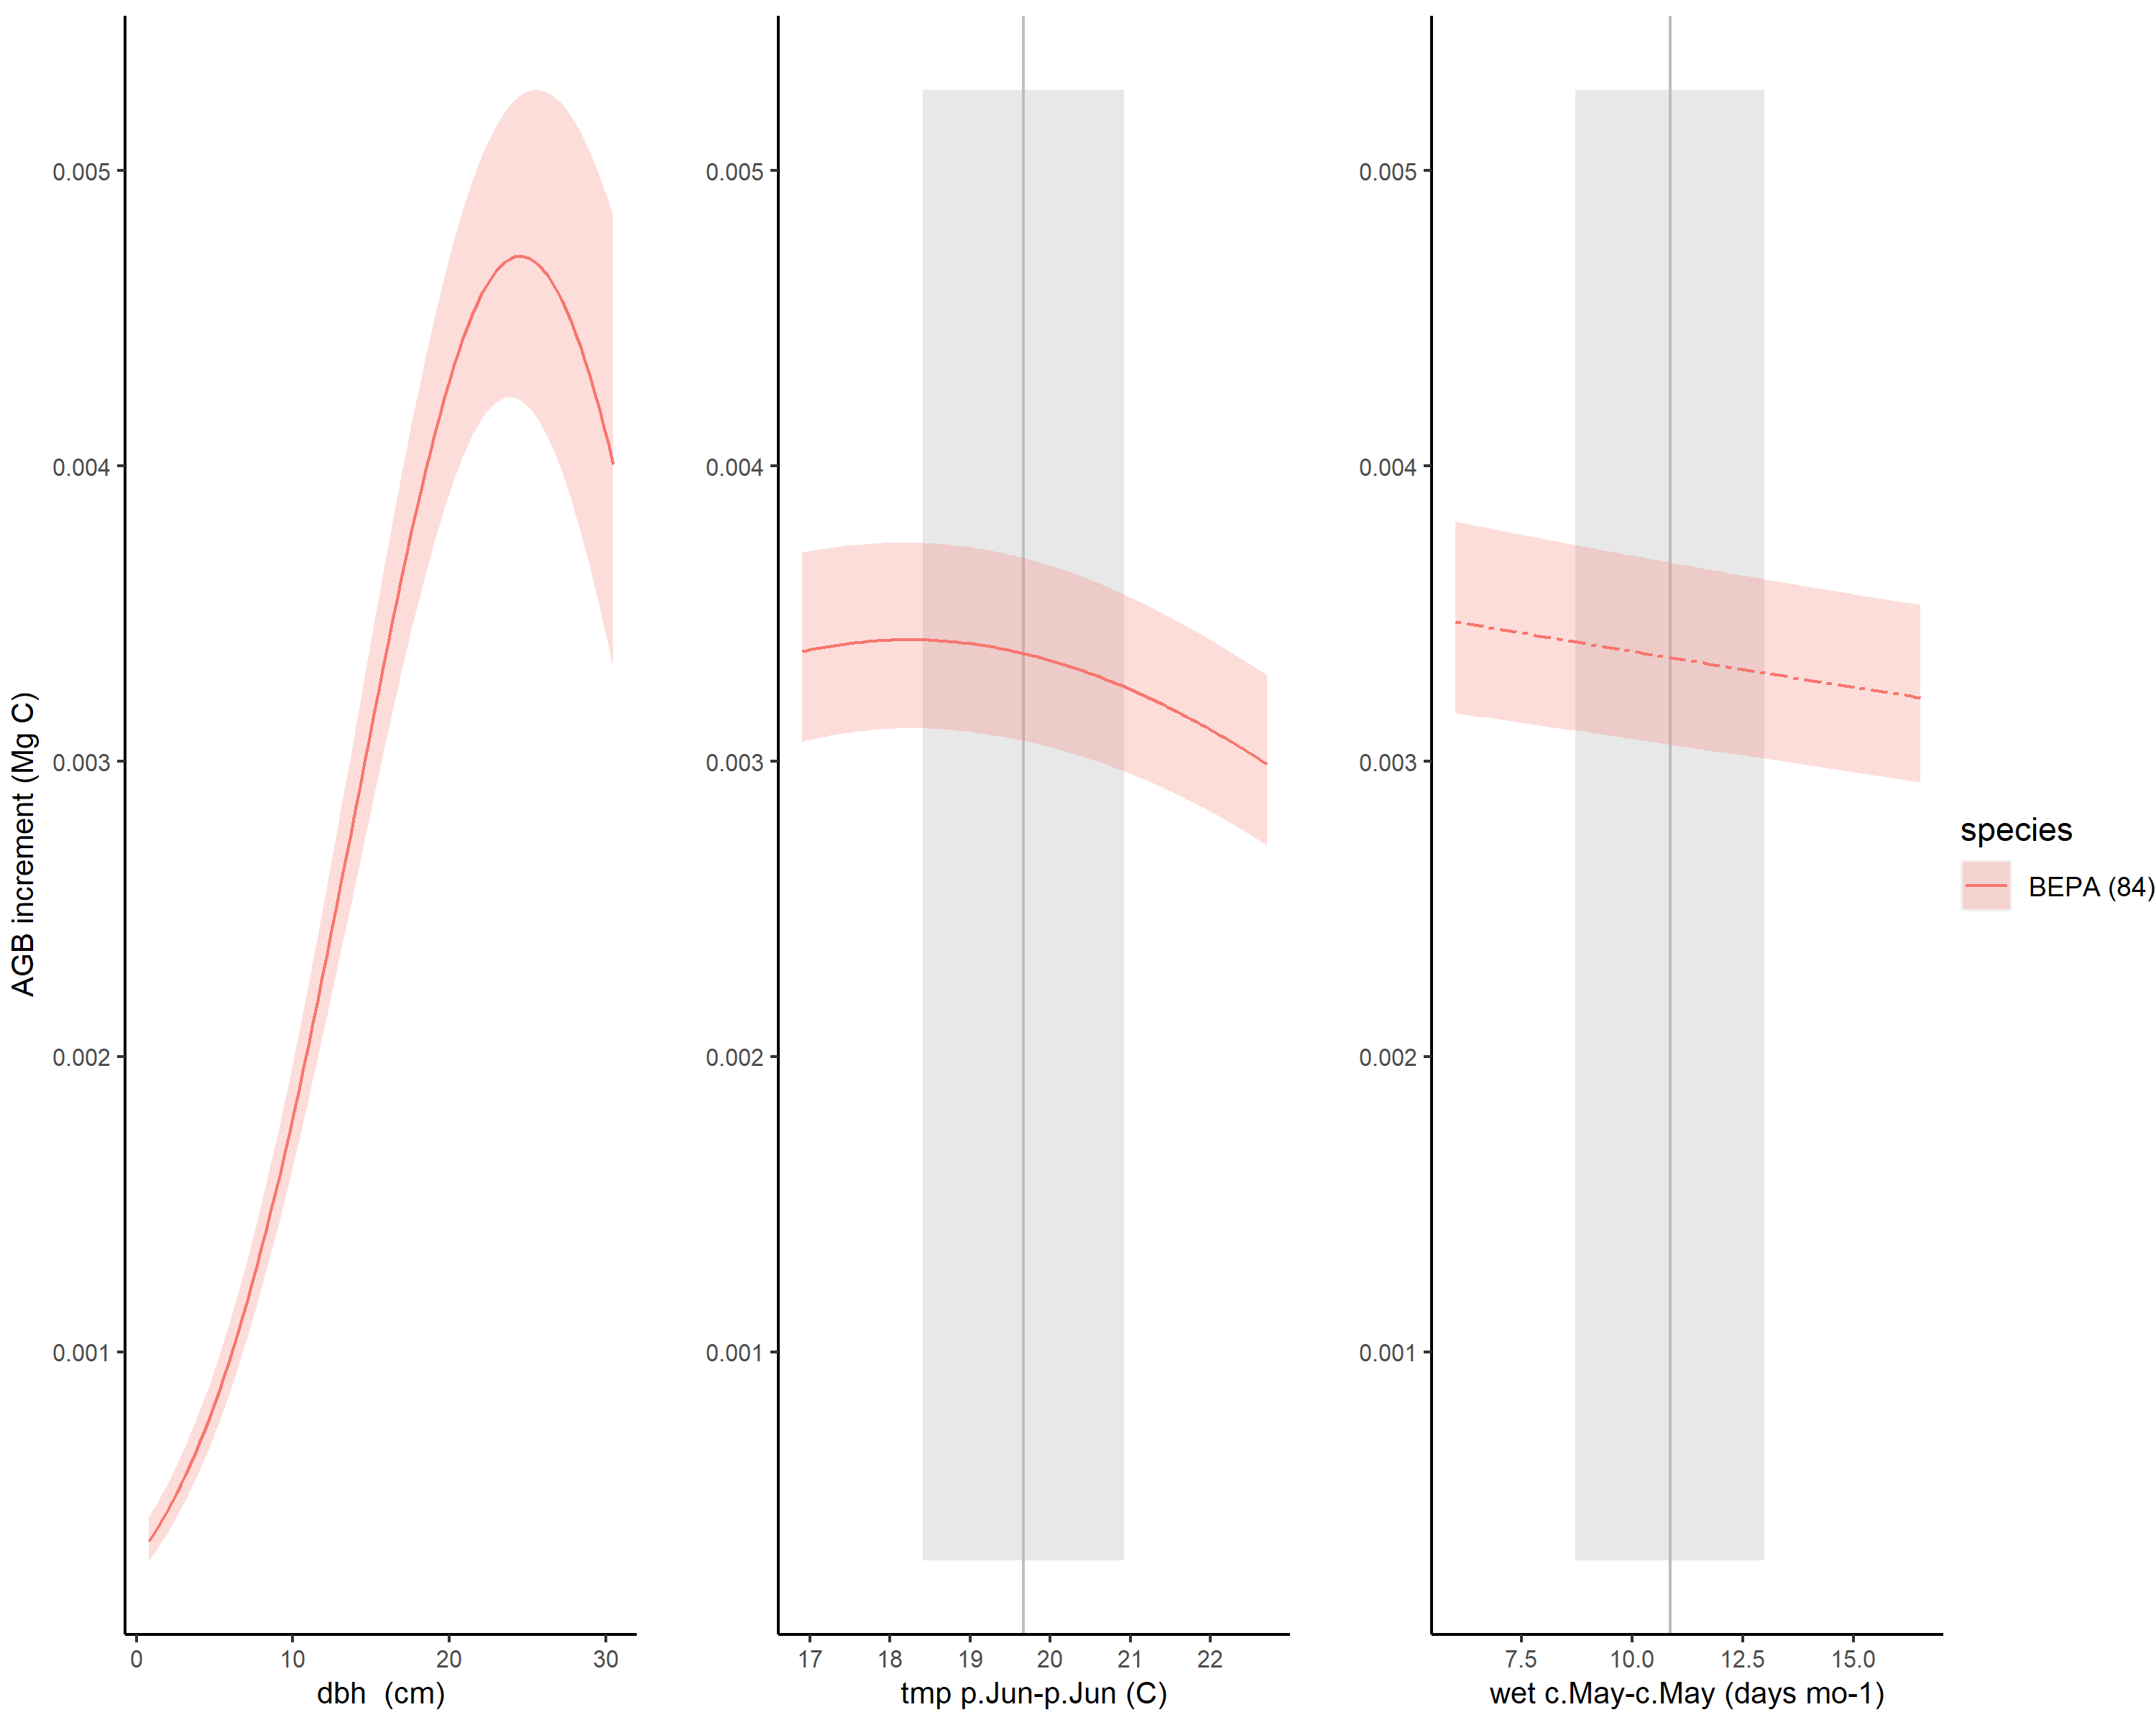 AGB increment (Mg C)
0.005
0.004
0.003
0.002
0.001
0 10 20 30
dbh (cm)
0.005
0.004
0.003
0.002
0.001
17 18 19 20 21 22
tmp p.Jun-p.Jun (C)
0.005
0.004
0.003
0.002
0.001
7.5 10.0 12.5 15.0
wet c.May-c.May (days mo-1)
species
BEPA (84)